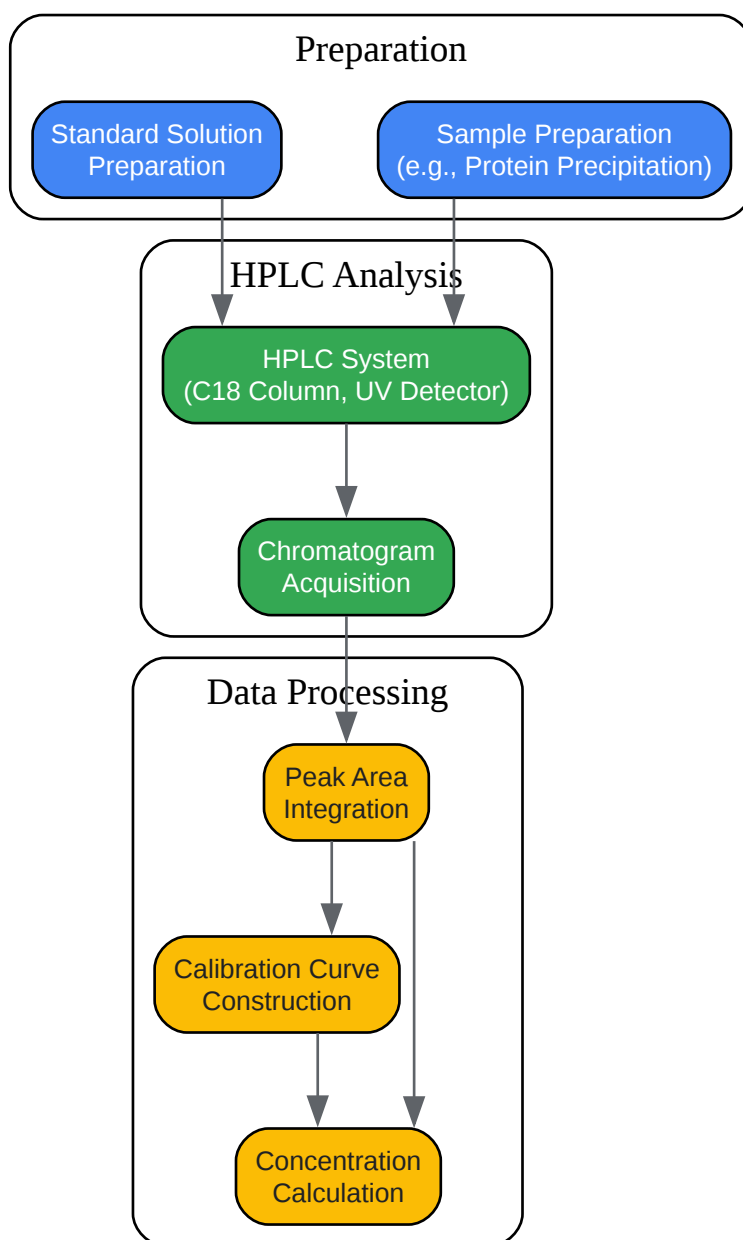 Preparation
Standard Solution
Preparation
Sample Preparation
(e.g., Protein Precipitation)
HPLC Analysis
HPLC System
(C18 Column, UV Detector)
Chromatogram
Acquisition
Data Processing
Peak Area
Integration
Calibration Curve
Construction
Concentration
Calculation